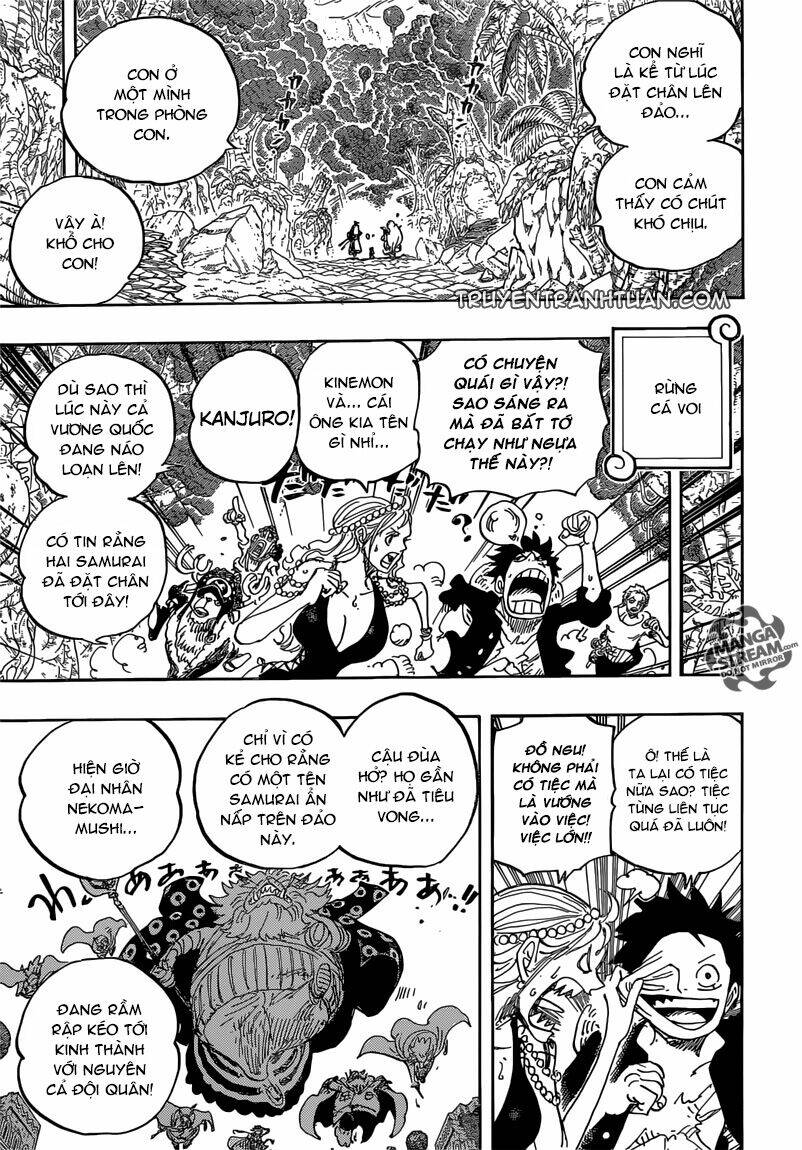 CON NGHĨ
LÀ KỂ TỪ LÚC
ĐẶT CHÂN LÊN
ĐẢO...
CON CẢM
THẤY CÓ CHÚT
KHÓ CHỊU.
CON Ở
MỘT MÌNH
TRONG PHÒNG
CON.
VẬY À!
KHỔ CHO
CON!
TRUYENTRANHTUAN.COM
RỪNG
CÁ VOI
CÓ CHUYỆN
QUÁI GÌ VẬY?!
SAO SÁNG RA
MÀ ĐÃ BẮT TỚ
CHẠY NHƯ NGỰA
THẾ NÀY?!
KINEMON
VÀ... CÁI
ÔNG KIA TÊN
GÌ NHỈ...
KANJURO!
DÙ SAO THÌ
LÚC NÀY CẢ
VƯƠNG QUỐC
ĐANG NÁO
LOẠN LÊN!
CÓ TIN RẰNG
HAI SAMURAI
ĐÃ ĐẶT CHÂN
TỚI ĐÂY!
?
MANGA
STREAM.com
DO NOT MIRROR
Ô! THẾ LÀ
TA LẠI CÓ TIỆC
NỮA SAO? TIỆC
TÙNG LIÊN TỤC
QUÁ ĐÃ LUÔN!
ĐỒ NGU!
KHÔNG PHẢI
CÓ TIỆC MÀ
LÀ VƯỚNG
VÀO VIỆC!
VIỆC LỚN!!
CẬU ĐÙA
HỞ? HỌ GẦN
NHƯ ĐÃ TIÊU
VONG...
CHỈ VÌ CÓ
KẺ CHO RẰNG
CÓ MỘT TÊN
SAMURAI ẨN
NẤP TRÊN ĐẢO
NÀY.
HIỆN GIỜ
ĐẠI NHÂN
NEKOMA-
MUSHI...
ĐANG RẦM
RẬP KÉO TỚI
KINH THÀNH
VỚI NGUYÊN
CẢ ĐỘI QUÂN!